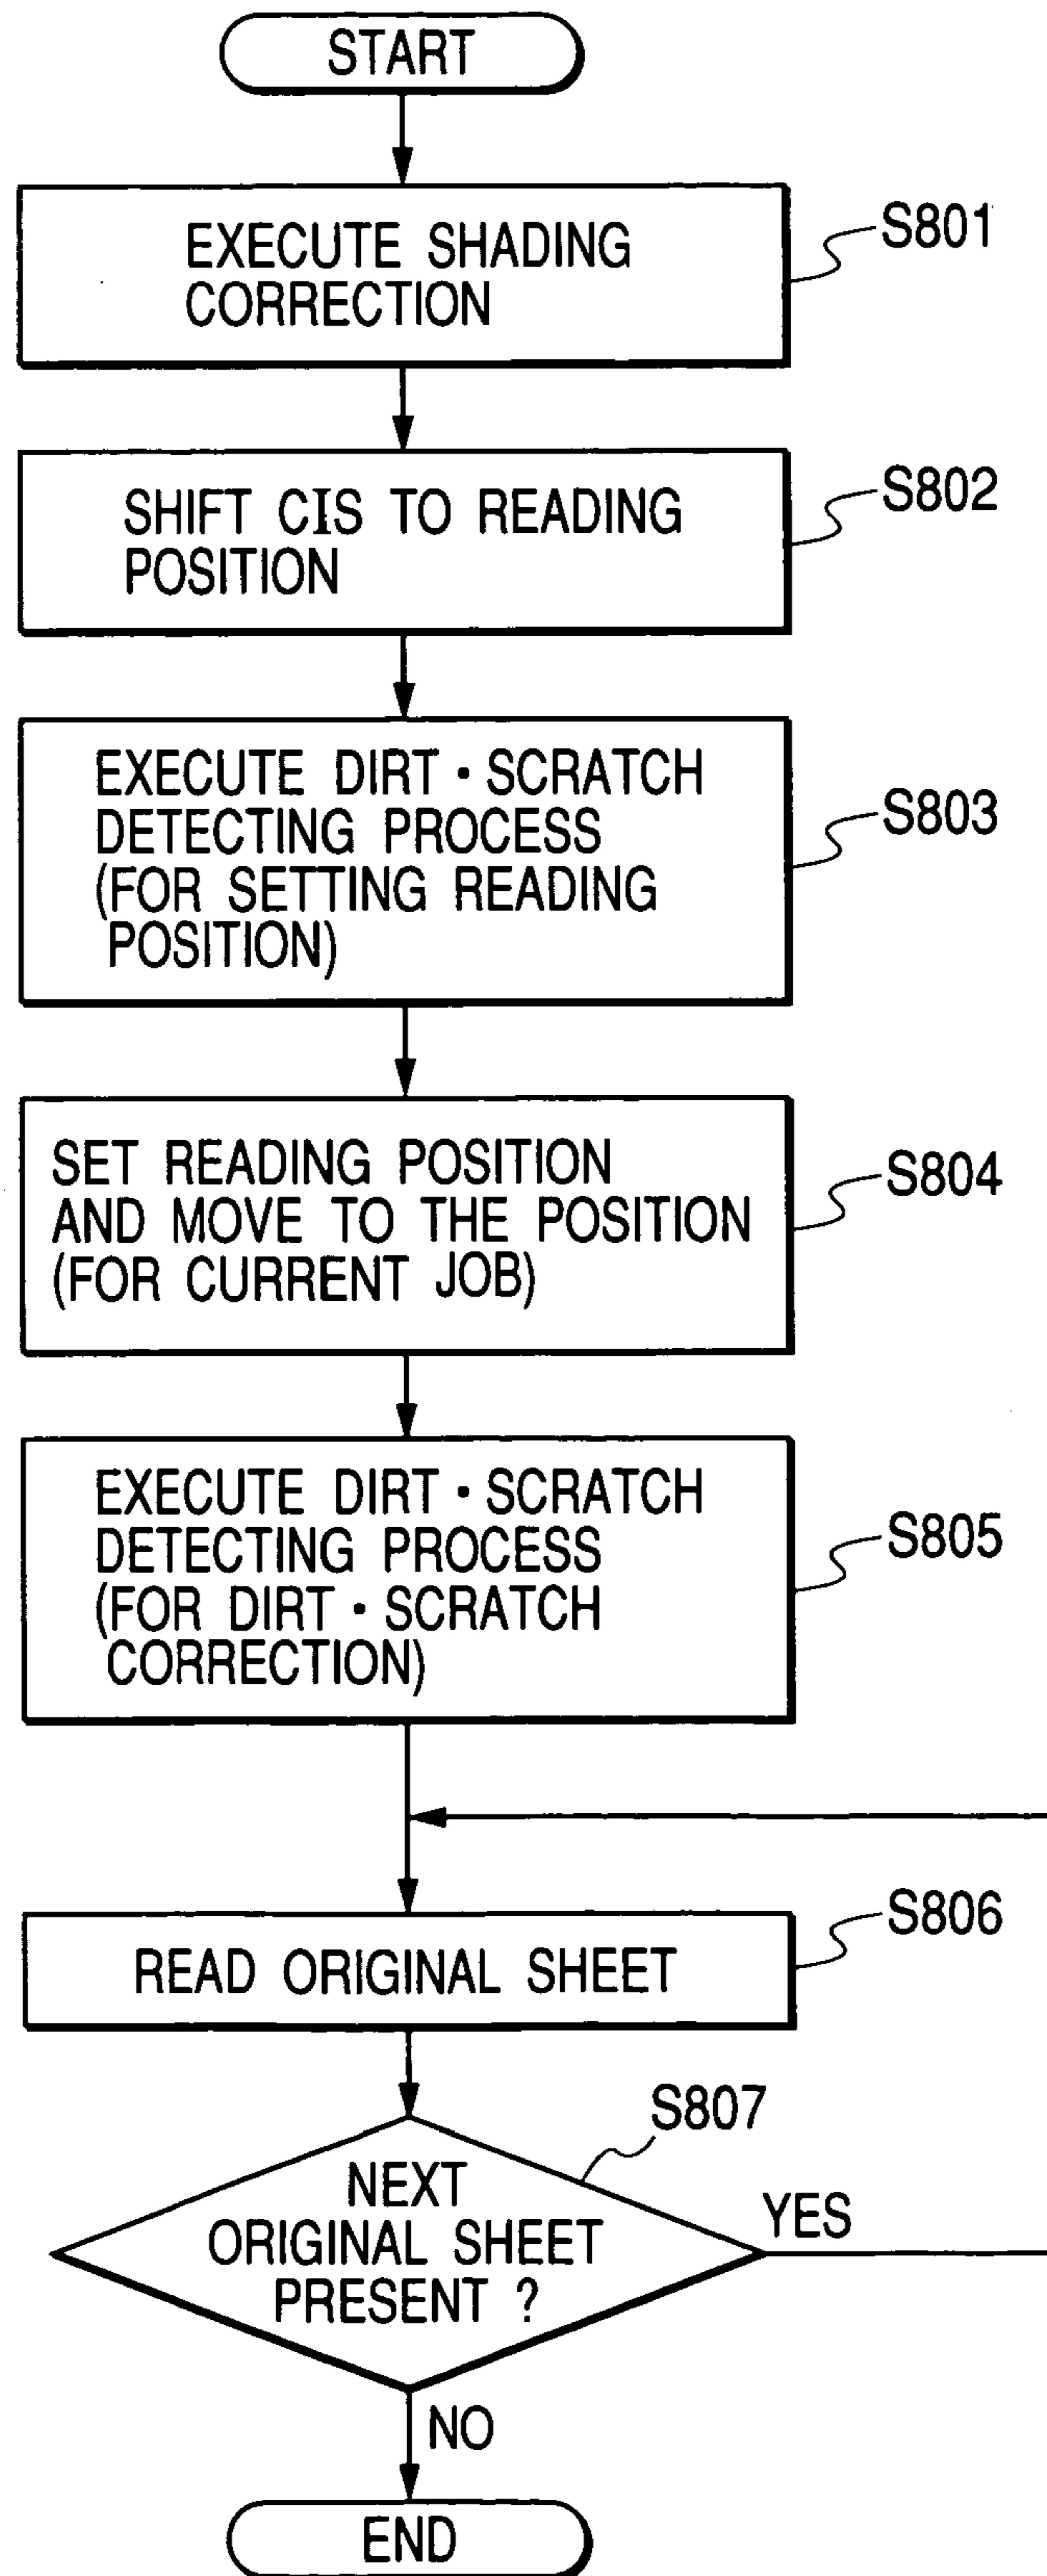 START
EXECUTE SHADING
CORRECTION
S801
SHIFT CIS TO READING
POSITION
S802
EXECUTE DIRT・SCRATCH
DETECTING PROCESS
(FOR SETTING READING
POSITION)
S803
SET READING POSITION
AND MOVE TO THE POSITION
(FOR CURRENT JOB)
S804
EXECUTE DIRT・SCRATCH
DETECTING PROCESS
(FOR DIRT・SCRATCH
CORRECTION)
S805
READ ORIGINAL SHEET
S806
S807
NEXT
ORIGINAL SHEET
PRESENT ?
YES
NO
END